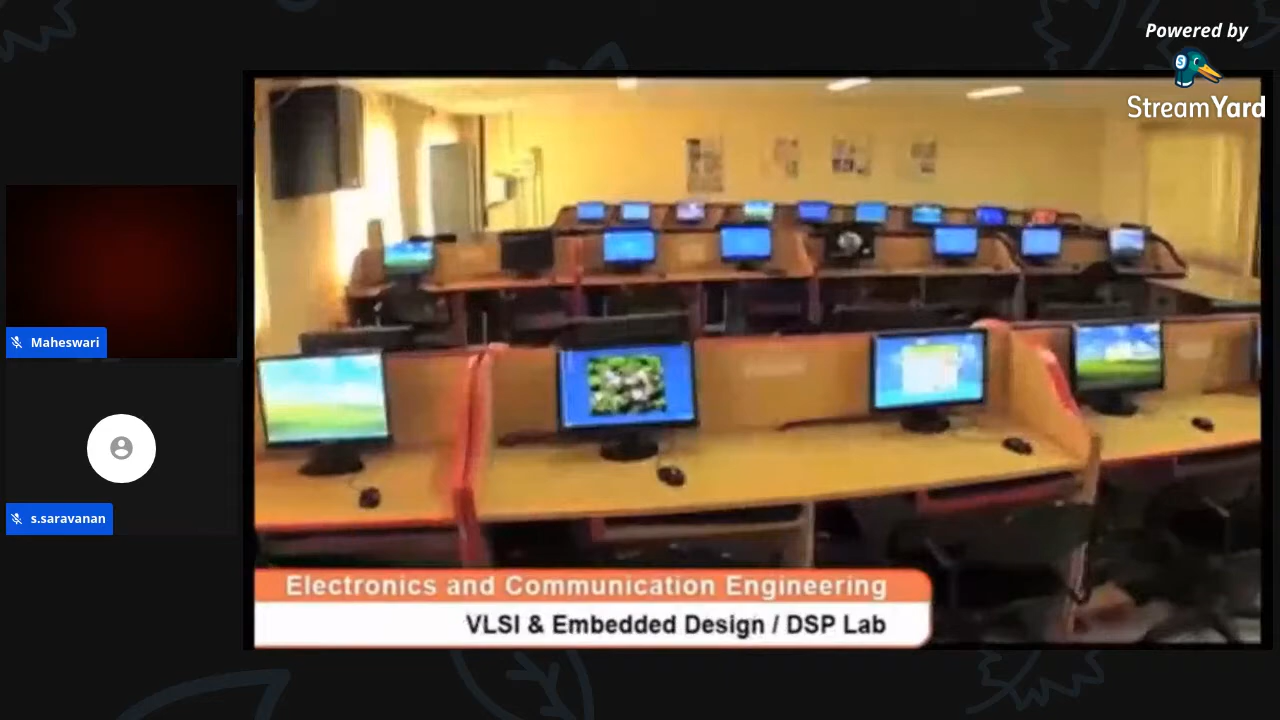 Powered by
StreamYard
Maheswari
s.saravanan
Electronics and Communication Engineering
VLSI & Embedded Design / DSP Lab